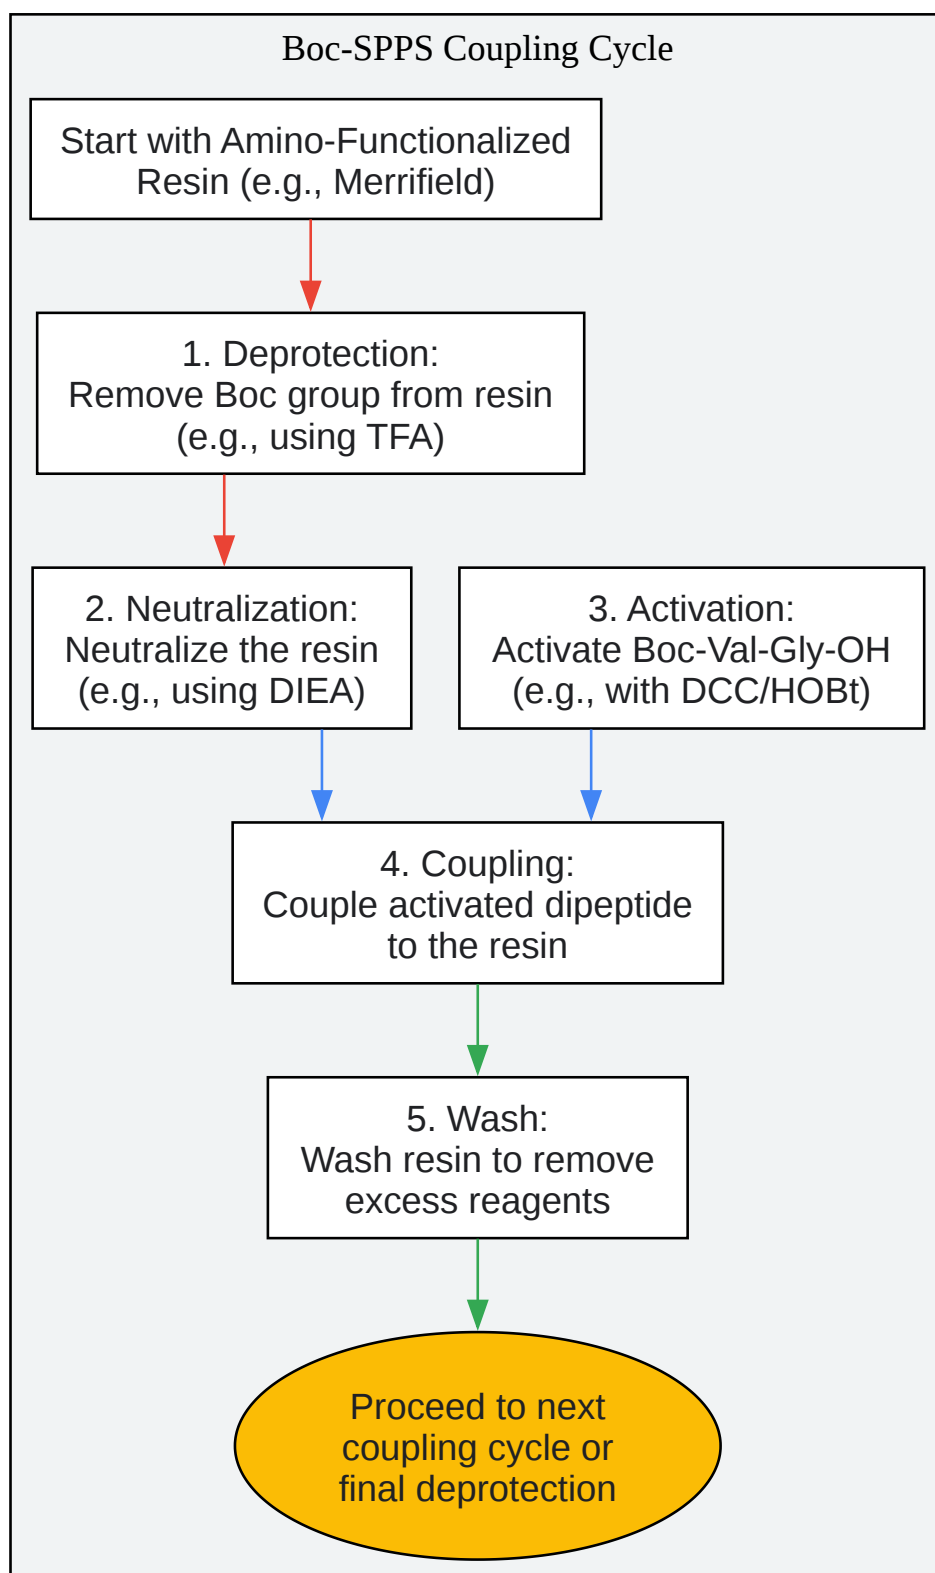 Boc-SPPS Coupling Cycle
Start with Amino-Functionalized
Resin (e.g., Merrifield)
1. Deprotection:
Remove Boc group from resin
(e.g., using TFA)
2. Neutralization:
Neutralize the resin
(e.g., using DIEA)
3. Activation:
Activate Boc-Val-Gly-OH
(e.g., with DCC/HOBt)
4. Coupling:
Couple activated dipeptide
to the resin
5. Wash:
Wash resin to remove
excess reagents
Proceed to next
coupling cycle or
final deprotection